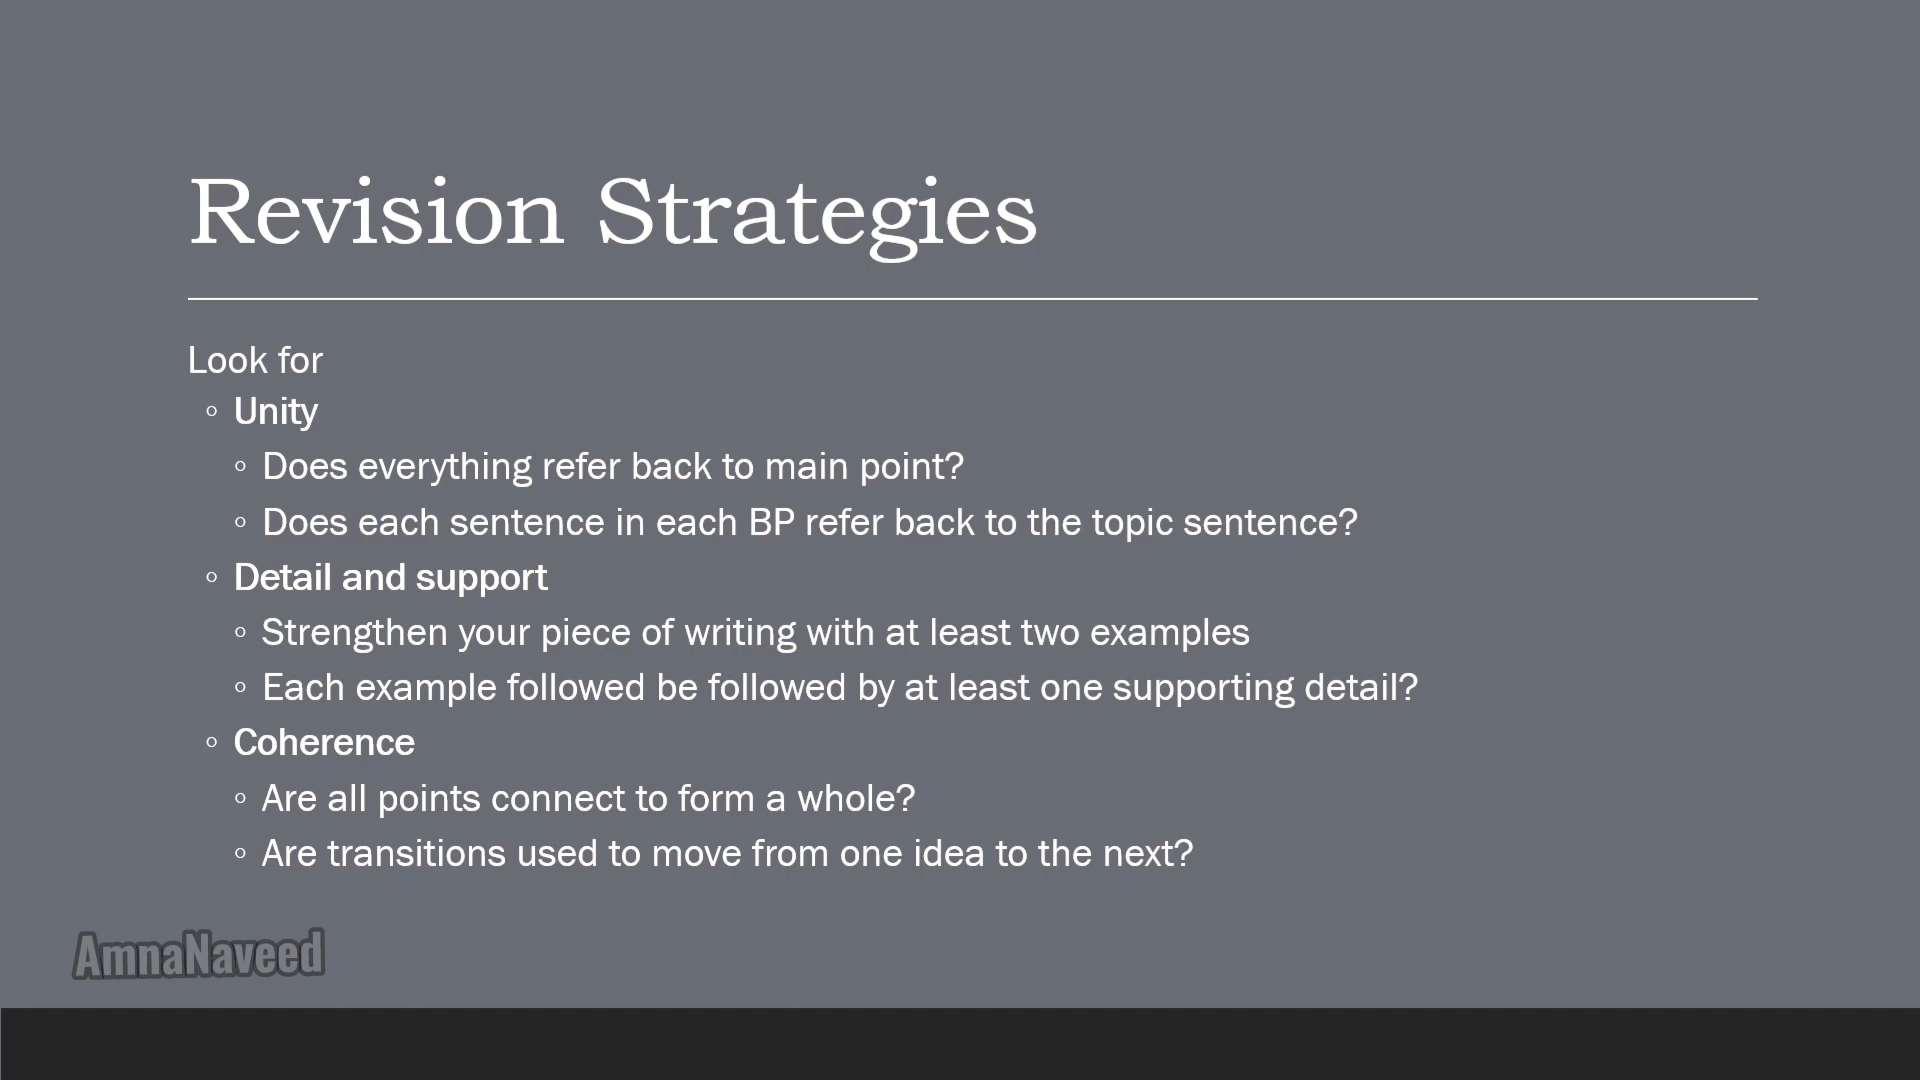 Revision Strategies
Look for
◦ Unity
◦ Does everything refer back to main point?
◦ Does each sentence in each BP refer back to the topic sentence?
◦ Detail and support
◦ Strengthen your piece of writing with at least two examples
◦ Each example followed be followed by at least one supporting detail?
◦ Coherence
◦ Are all points connect to form a whole?
◦ Are transitions used to move from one idea to the next?
AmnaNaveed